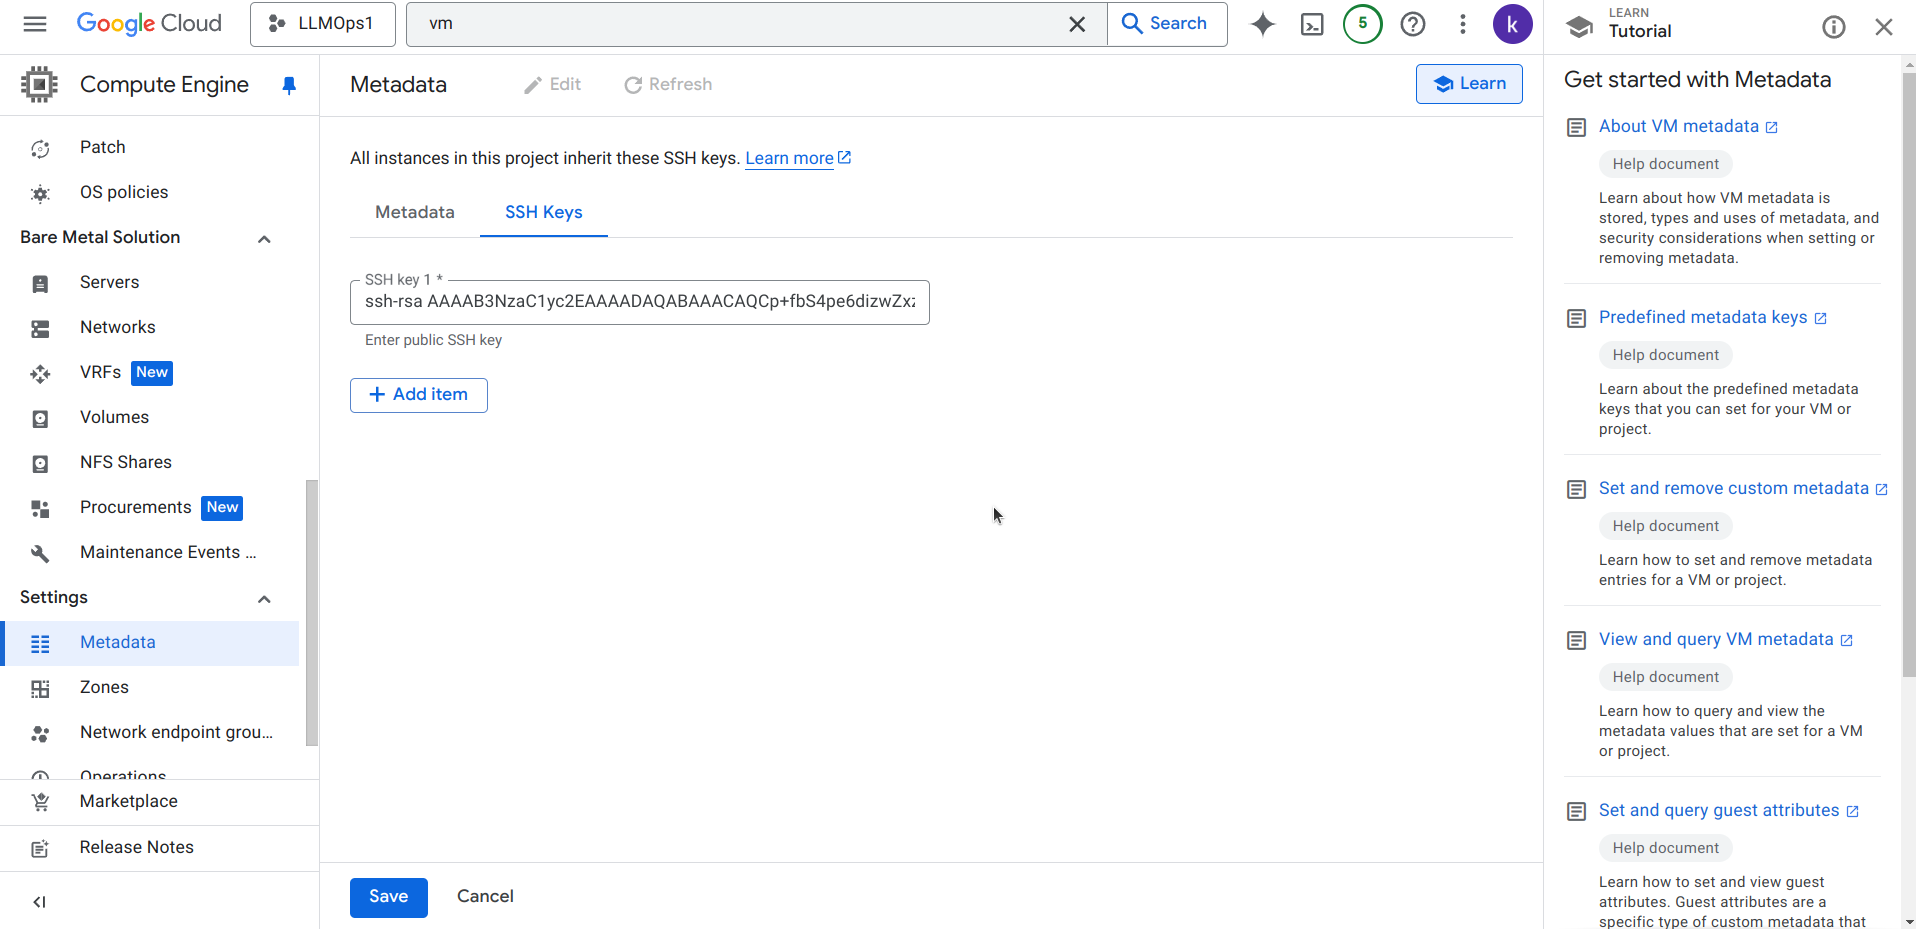 Google Cloud
LLMOps1
vm
Search
5
k
LEARN
Tutorial
Compute Engine
Patch
OS policies
Bare Metal Solution
Servers
Networks
VRFs New
Volumes
NFS Shares
Procurements New
Maintenance Events ...
Settings
Metadata
Zones
Network endpoint grou...
Operations
Marketplace
Release Notes
Metadata
Edit
Refresh
Learn
All instances in this project inherit these SSH keys. Learn more
Metadata
SSH Keys
SSH key 1 *
ssh-rsa AAAAB3NzaC1yc2EAAAADAQABAAACAQCp+fbS4pe6dizwZxz
Enter public SSH key
+ Add item
Save
Cancel
Get started with Metadata
About VM metadata
Help document
Learn about how VM metadata is
stored, types and uses of metadata, and
security considerations when setting or
removing metadata.
Predefined metadata keys
Help document
Learn about the predefined metadata
keys that you can set for your VM or
project.
Set and remove custom metadata
Help document
Learn how to set and remove metadata
entries for a VM or project.
View and query VM metadata
Help document
Learn how to query and view the
metadata values that are set for a VM
or project.
Set and query guest attributes
Help document
Learn how to set and view guest
attributes. Guest attributes are a
specific type of custom metadata that